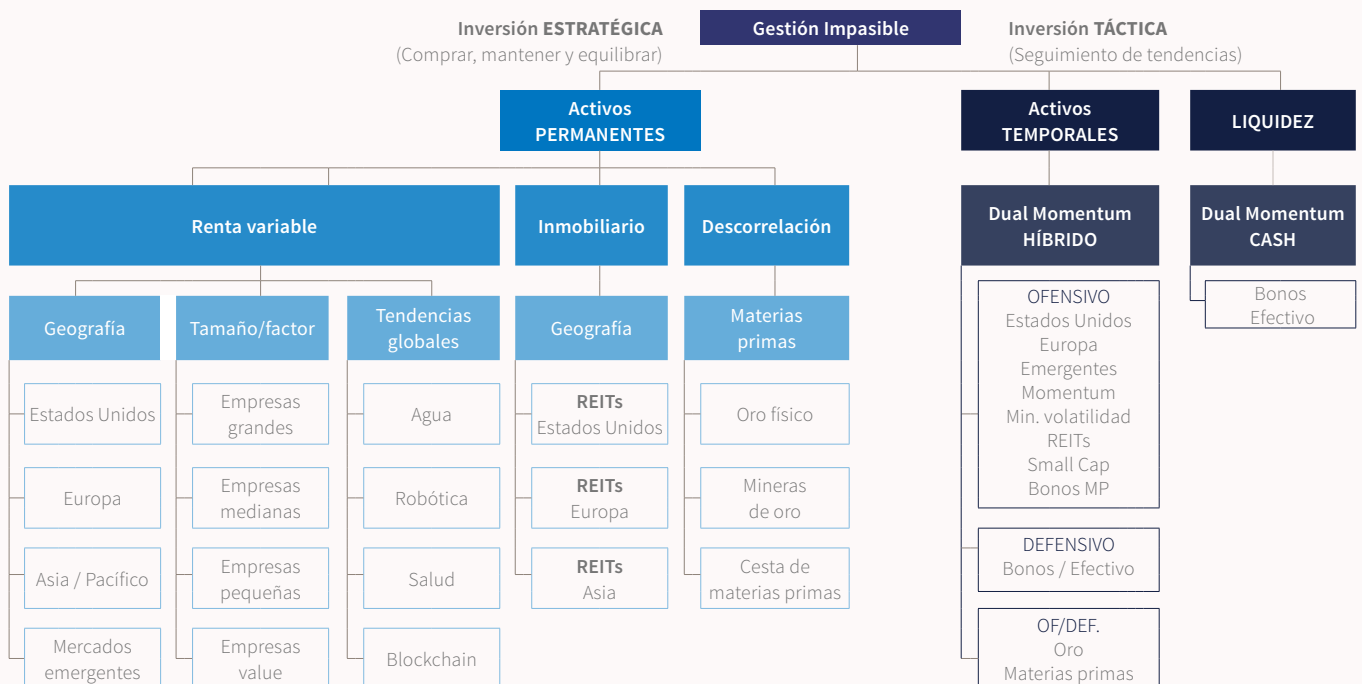 Inversión ESTRATÉGICA
(Comprar, mantener y equilibrar)
Gestión Impasible
Inversión TÁCTICA
(Seguimiento de tendencias)
Activos
PERMANENTES
Activos
TEMPORALES
LIQUIDEZ
Renta variable
Inmobiliario
Descorrelación
Dual Momentum
HÍBRIDO
Dual Momentum
CASH
Geografía
Tamaño/factor
Tendencias
globales
Geografía
Materias
primas
Estados Unidos
Europa
Asia / Pacífico
Mercados
emergentes
Empresas
grandes
Empresas
medianas
Empresas
pequeñas
Empresas
value
Agua
Robótica
Salud
Blockchain
REITs
Estados Unidos
REITs
Europa
REITs
Asia
Oro físico
Mineras
de oro
Cesta de
materias primas
OFENSIVO
Estados Unidos
Europa
Emergentes
Momentum
Min. volatilidad
REITs
Small Cap
Bonos MP
DEFENSIVO
Bonos / Efectivo
OF/DEF.
Oro
Materias primas
Bonos
Efectivo